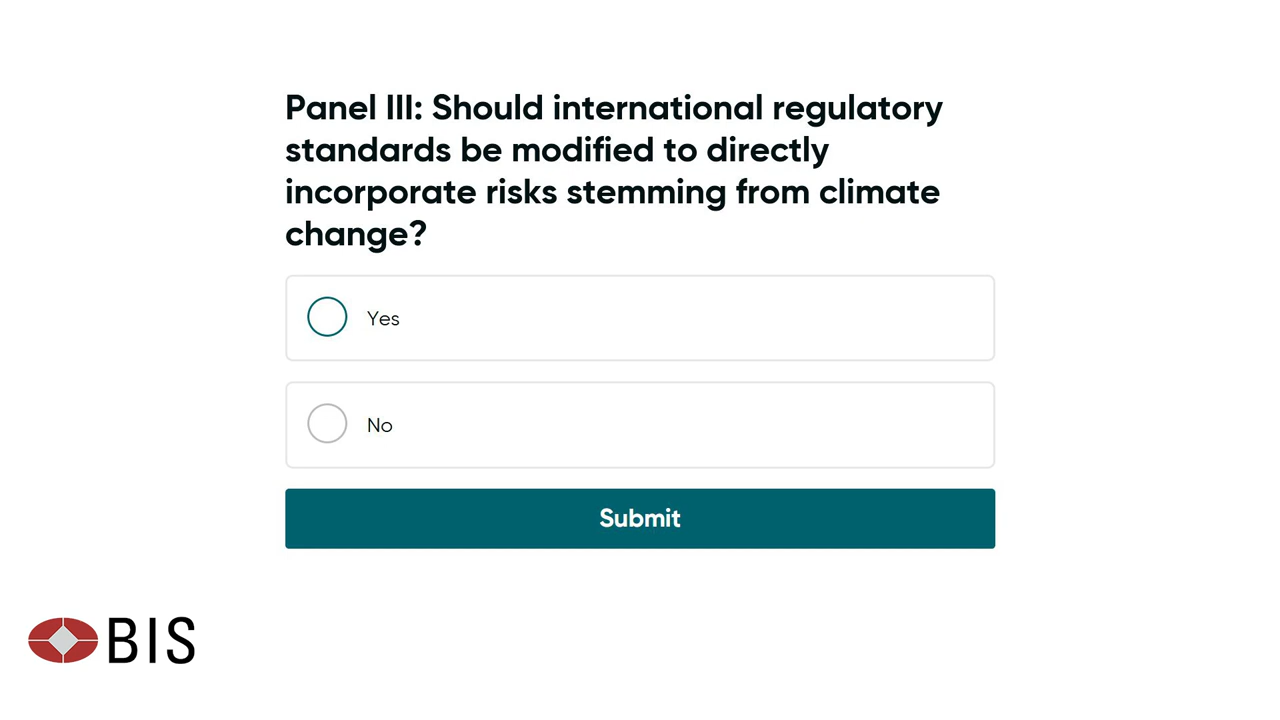 Panel III: Should international regulatory
standards be modified to directly
incorporate risks stemming from climate
change?
Yes
No
Submit
BIS